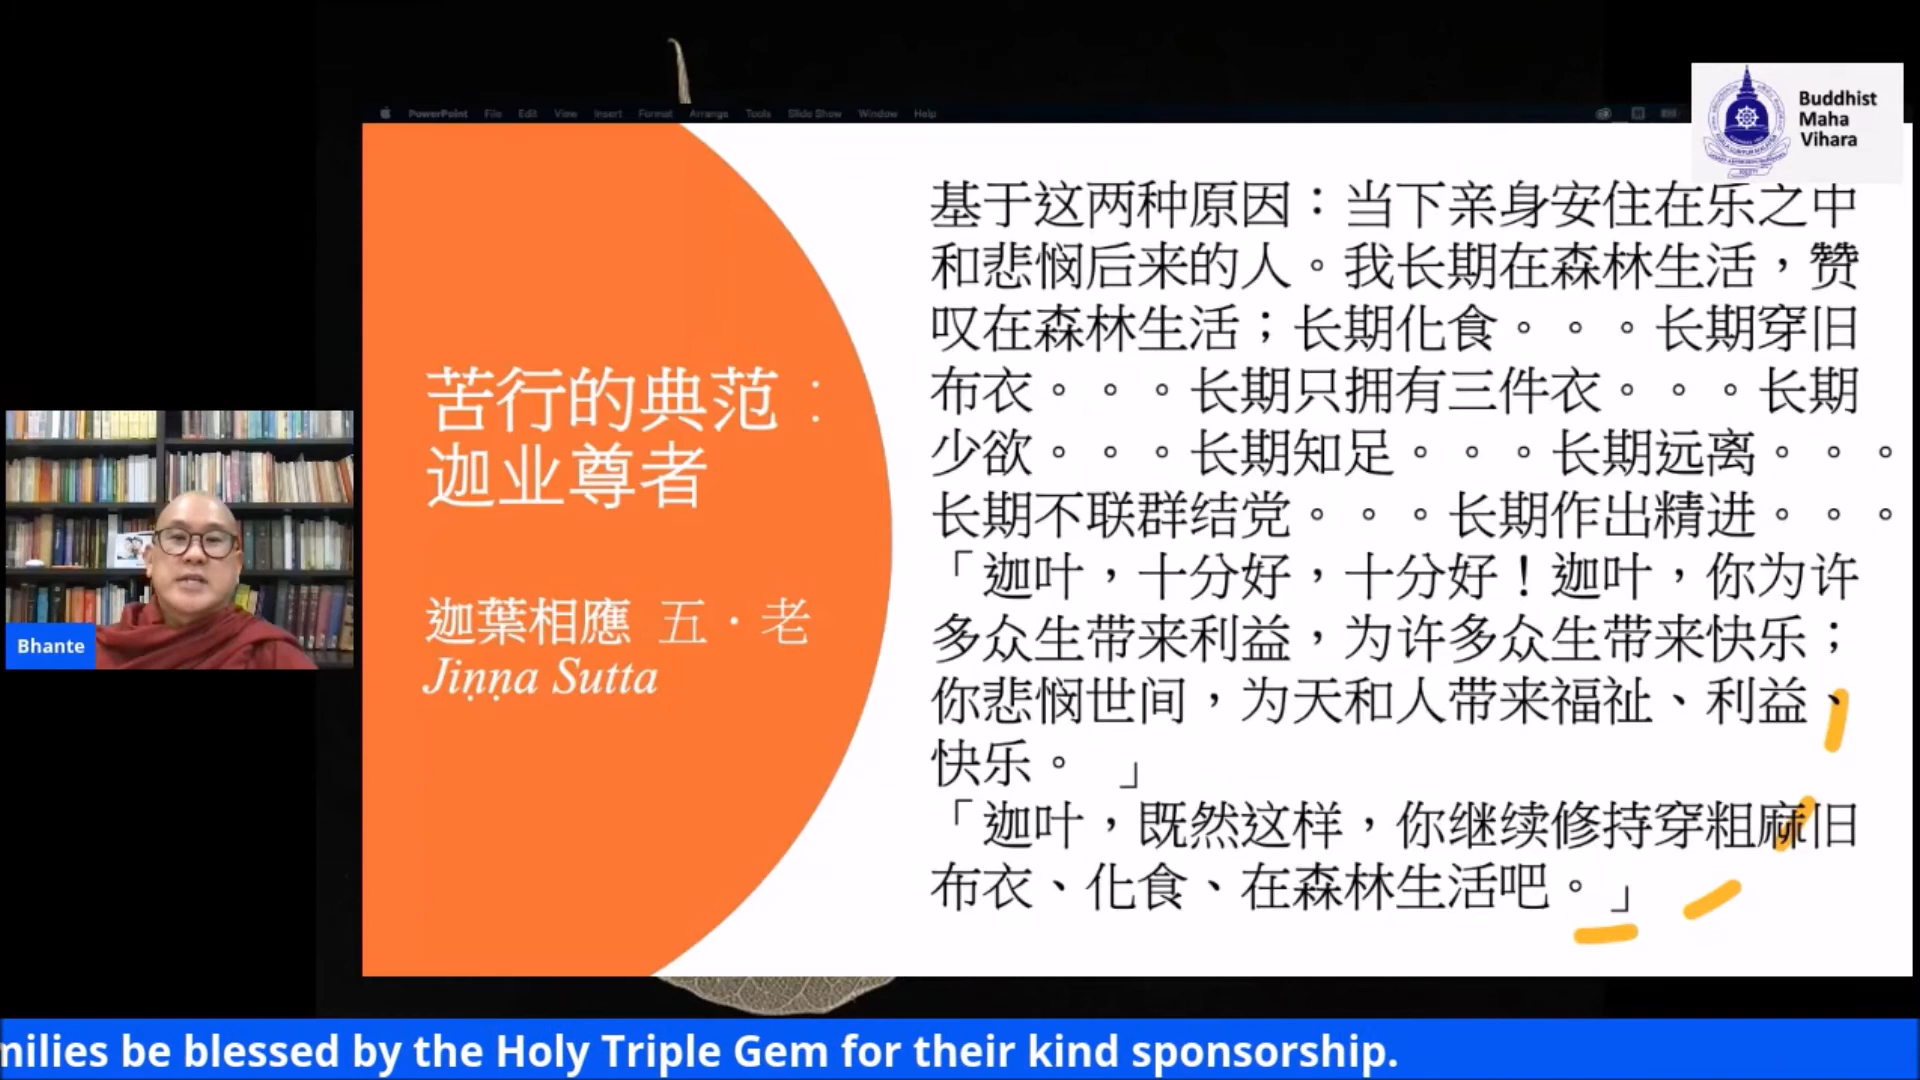 PowerPoint File Edit View Insert Format Arrange Tools Slide Show Window Help
Buddhist
Maha
Vihara
苦行的典范：
迦业尊者
迦葉相應 五·老
Jiṇṇa Sutta
基于这两种原因：当下亲身安住在乐之中
和悲悯后来的人。我长期在森林生活，赞
叹在森林生活；长期化食。。。长期穿旧
布衣。。。长期只拥有三件衣。。。长期
少欲。。。长期知足。。。长期远离。。。
长期不联群结党。。。长期作出精进。。。
「迦叶，十分好，十分好！迦叶，你为许
多众生带来利益，为许多众生带来快乐；
你悲悯世间，为天和人带来福祉、利益、
快乐。 」
「迦叶，既然这样，你继续修持穿粗麻旧
布衣、化食、在森林生活吧。」
Bhante
milies be blessed by the Holy Triple Gem for their kind sponsorship.